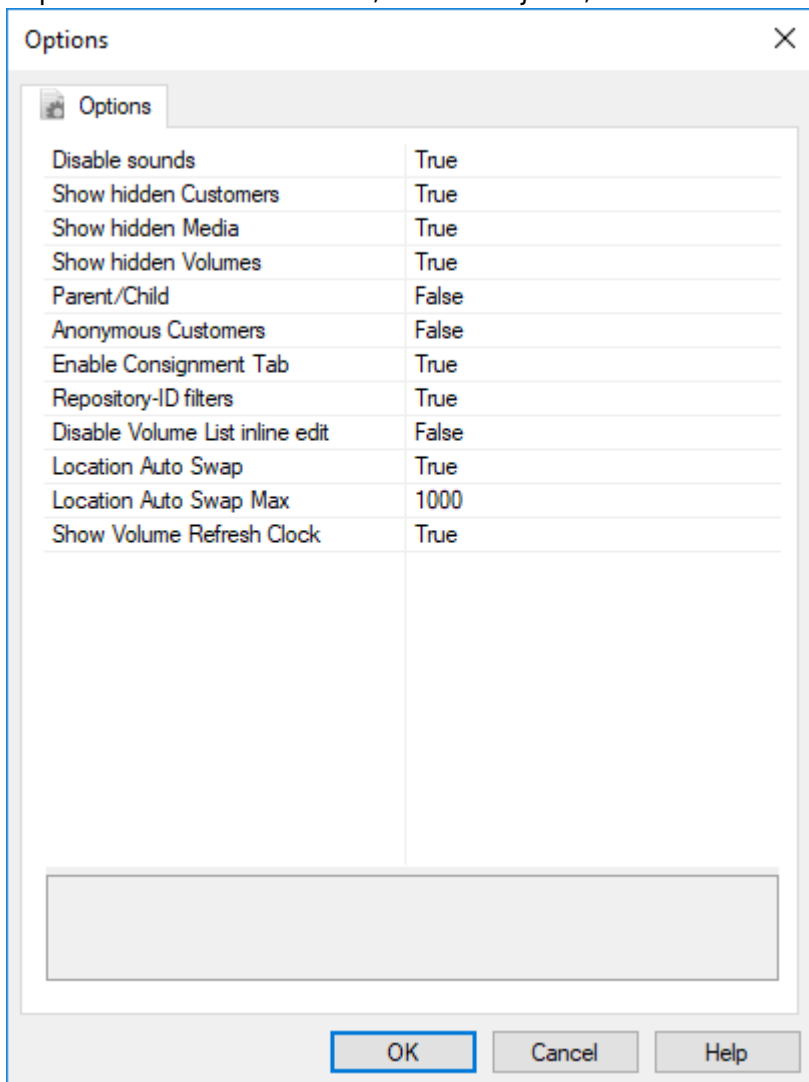 Options
Options
Disable sounds True
Show hidden Customers True
Show hidden Media True
Show hidden Volumes True
Parent/Child False
Anonymous Customers False
Enable Consignment Tab True
Repository-ID filters True
Disable Volume List inline edit False
Location Auto Swap True
Location Auto Swap Max 1000
Show Volume Refresh Clock True
OK Cancel Help